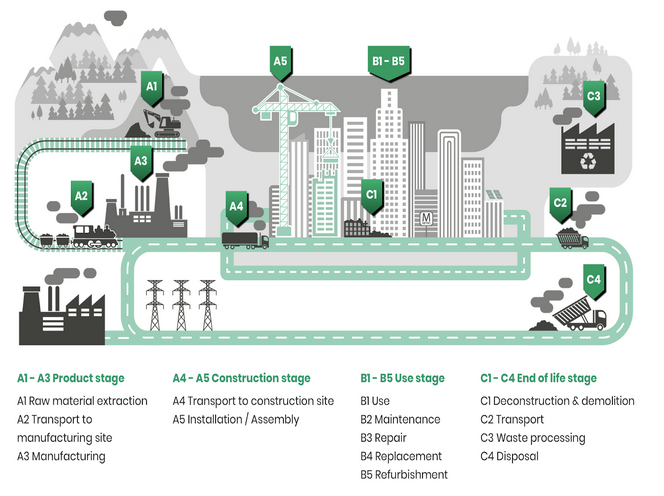 A5
B1 - B5
A1
C3
A3
A2
A4
C1
C2
M
C4
A1 - A3 Product stage
A1 Raw material extraction
A2 Transport to
manufacturing site
A3 Manufacturing
A4 - A5 Construction stage
A4 Transport to construction site
A5 Installation / Assembly
B1 - B5 Use stage
B1 Use
B2 Maintenance
B3 Repair
B4 Replacement
B5 Refurbishment
C1 - C4 End of life stage
C1 Deconstruction & demolition
C2 Transport
C3 Waste processing
C4 Disposal